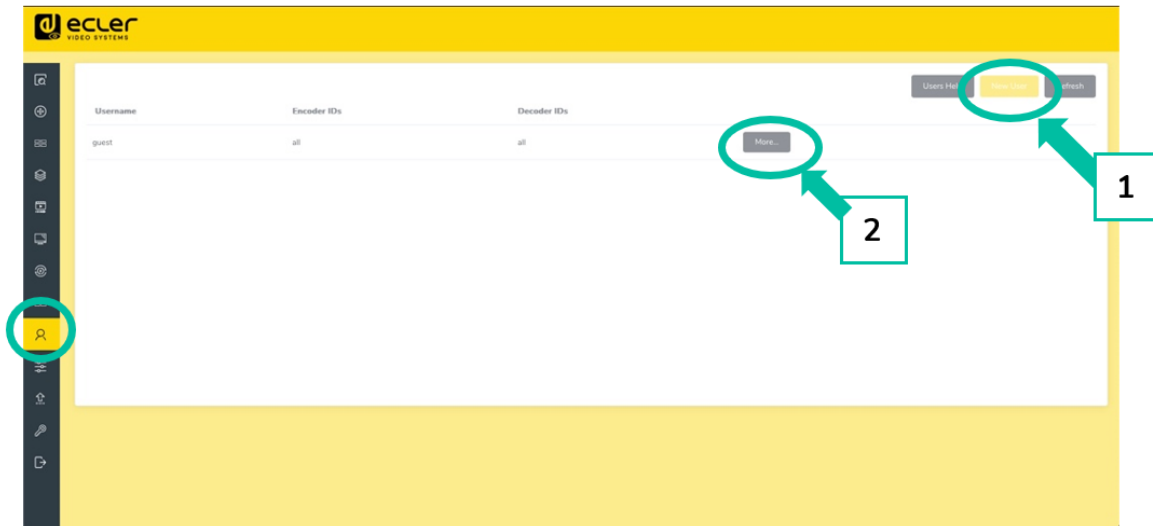 ecler
VIDEO SYSTEMS
Users Hel
New User
efresh
Username Encoder IDs Decoder IDs
guest all all More...
1
2